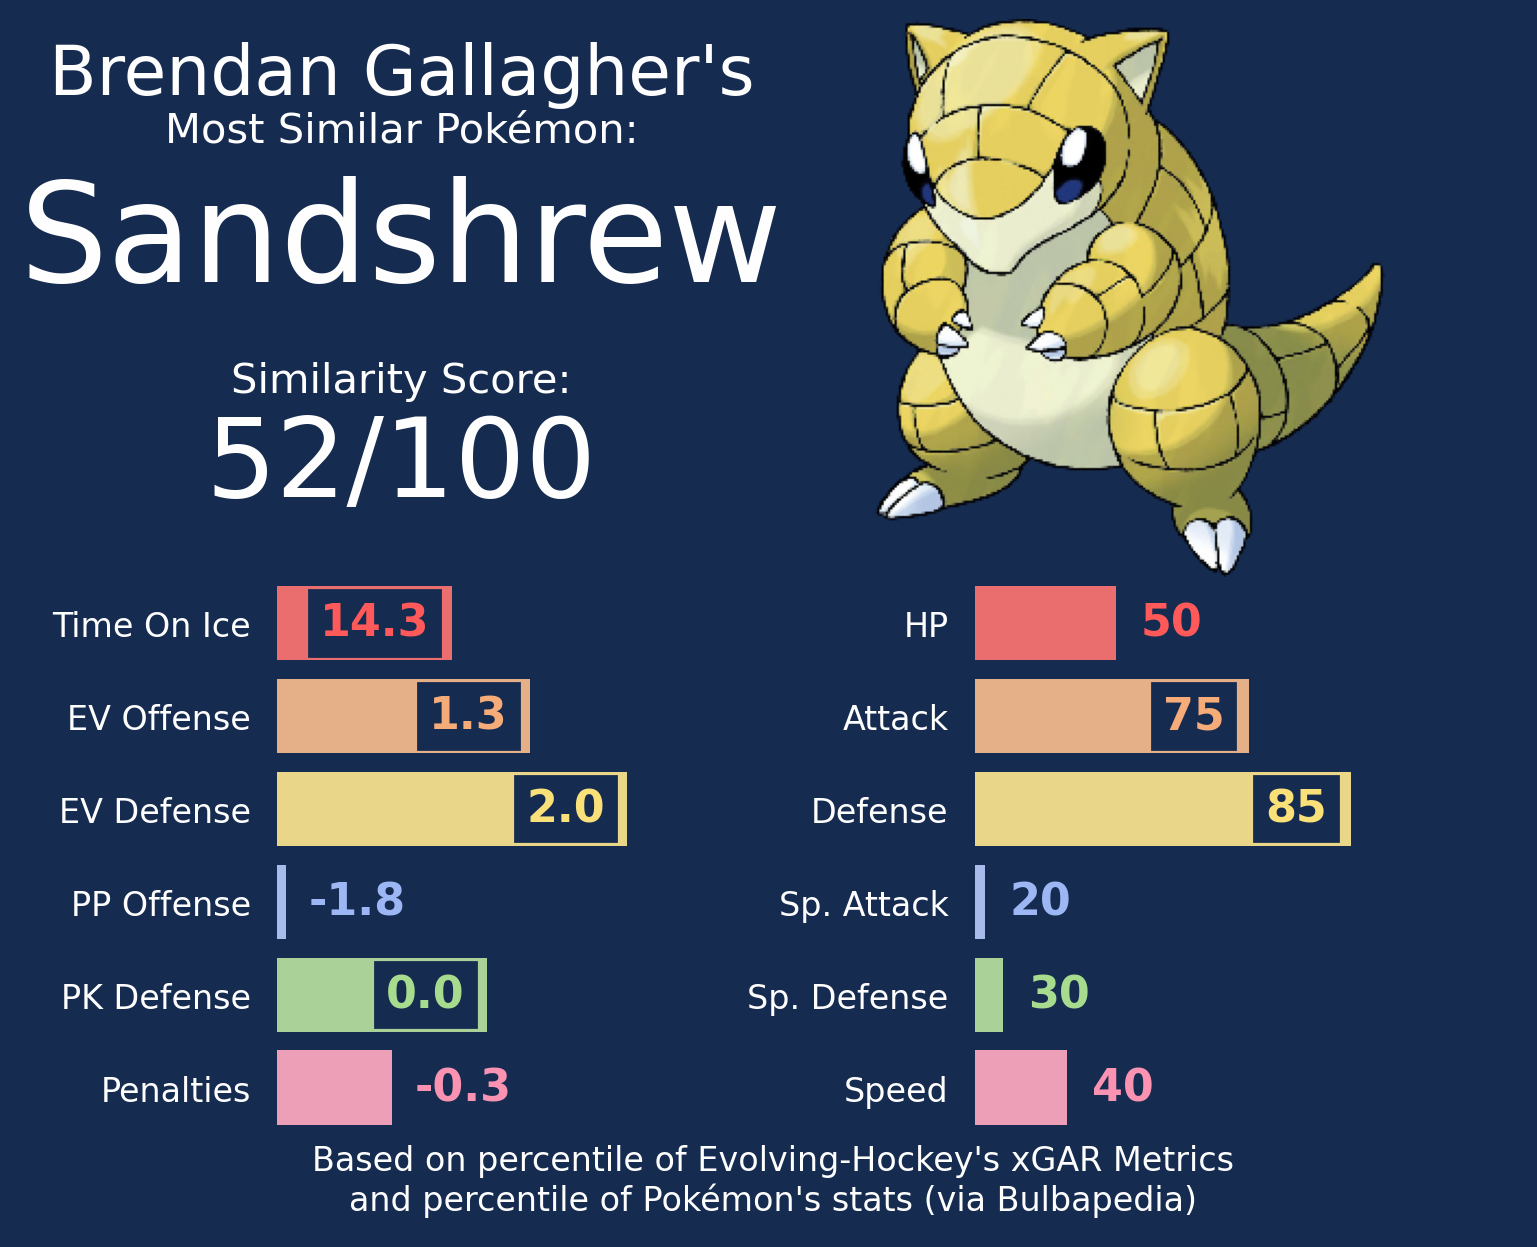 Brendan Gallagher's
Most Similar Pokémon:
Sandshrew
Similarity Score:
52/100
Time On Ice 14.3
EV Offense 1.3
EV Defense 2.0
PP Offense -1.8
PK Defense 0.0
Penalties -0.3
HP 50
Attack 75
Defense 85
Sp. Attack 20
Sp. Defense 30
Speed 40
Based on percentile of Evolving-Hockey's xGAR Metrics
and percentile of Pokémon's stats (via Bulbapedia)